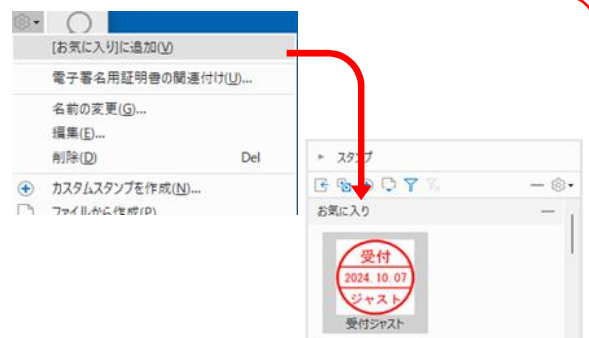 [お気に入り]に追加(V)
電子署名用証明書の関連付け(U)...
名前の変更(G)...
編集(E)...
削除(D) Del
カスタムスタンプを作成(N)...
ファイルから作成(P)
スタンプ
お気に入り
受付
2024.10.07
ジャスト
受付ジャスト